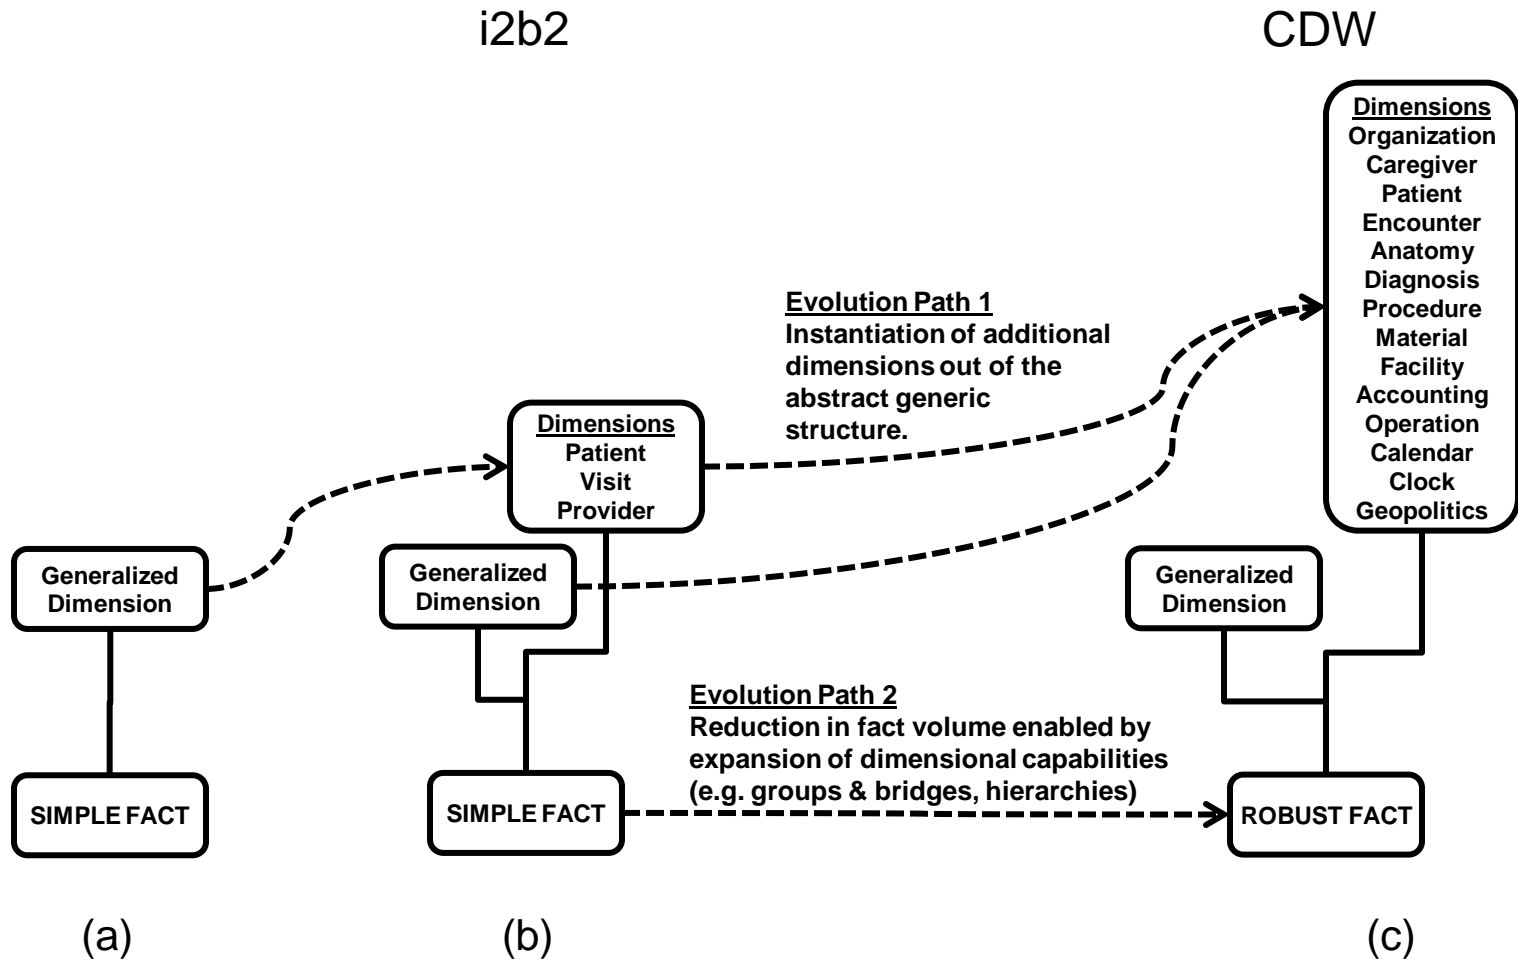 i2b2
CDW
Dimensions
Organization
Caregiver
Patient
Encounter
Anatomy
Diagnosis
Procedure
Material
Facility
Accounting
Operation
Calendar
Clock
Geopolitics
Evolution Path 1
Instantiation of additional
dimensions out of the
abstract generic
structure.
Dimensions
Patient
Visit
Provider
Generalized
Dimension
Generalized
Dimension
Generalized
Dimension
Evolution Path 2
Reduction in fact volume enabled by
expansion of dimensional capabilities
(e.g. groups & bridges, hierarchies)
SIMPLE FACT
SIMPLE FACT
ROBUST FACT
(a)
(b)
(c)